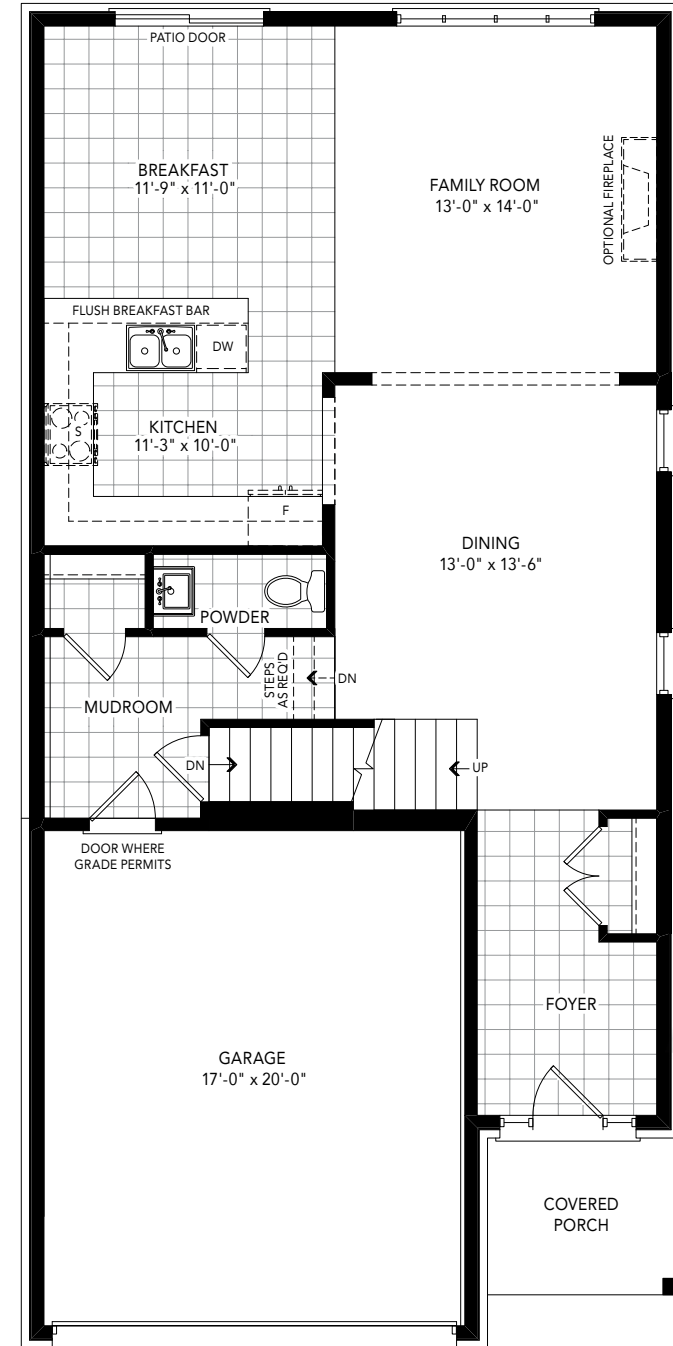 PATIO DOOR
BREAKFAST
11'-9" x 11'-0"
FAMILY ROOM
13'-0" x 14'-0"
OPTIONAL FIREPLACE
FLUSH BREAKFAST BAR
DW
S
KITCHEN
11'-3" x 10'-0"
F
DINING
13'-0" x 13'-6"
POWDER
STEPS
AS REQ'D
DN
MUDROOM
DN
UP
DOOR WHERE
GRADE PERMITS
FOYER
GARAGE
17'-0" x 20'-0"
COVERED
PORCH